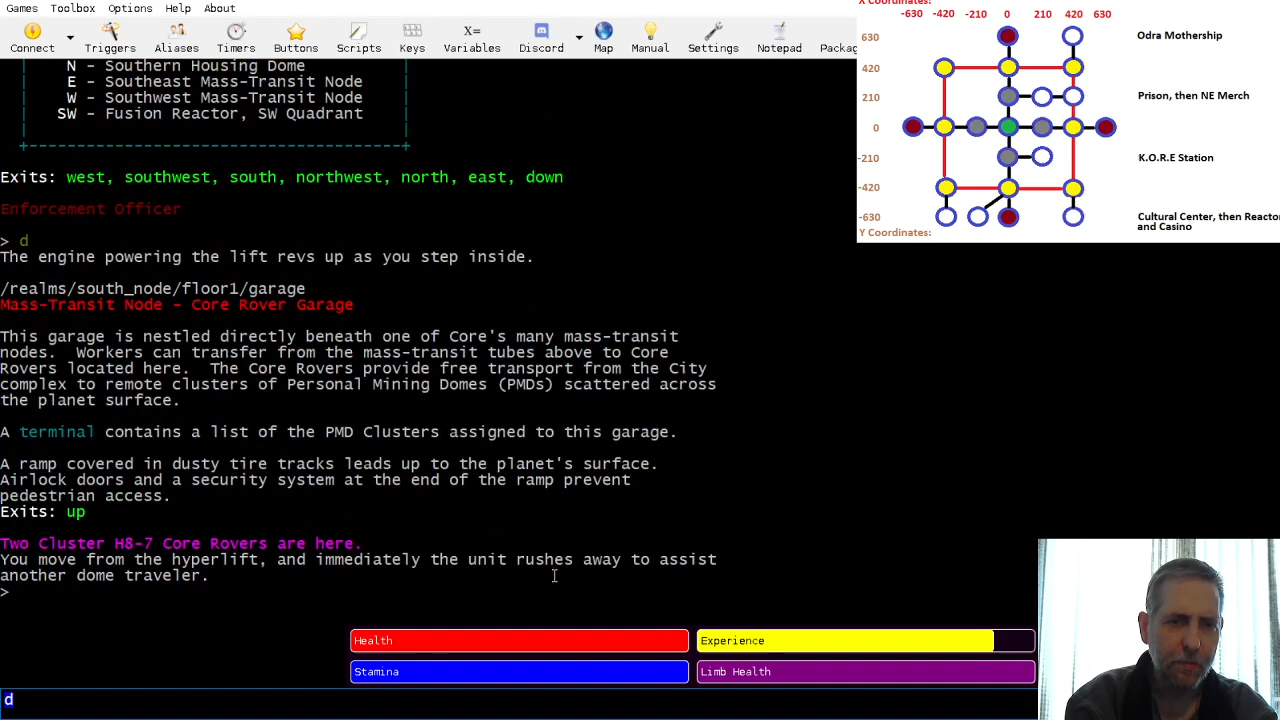 Games Toolbox Options Help About
Connect Triggers Aliases Timers Buttons Scripts Keys Variables Discord Map Manual Settings Notepad Packag
N - Southern Housing Dome
E - Southeast Mass-Transit Node
W - Southwest Mass-Transit Node
SW - Fusion Reactor, SW Quadrant
Exits: west, southwest, south, northwest, north, east, down
Enforcement Officer
> d
The engine powering the lift revs up as you step inside.
/realms/south_node/floor1/garage
Mass-Transit Node - Core Rover Garage
This garage is nestled directly beneath one of Core's many mass-transit
nodes. Workers can transfer from the mass-transit tubes above to Core
Rovers located here. The Core Rovers provide free transport from the City
complex to remote clusters of Personal Mining Domes (PMDs) scattered across
the planet surface.
A terminal contains a list of the PMD Clusters assigned to this garage.
A ramp covered in dusty tire tracks leads up to the planet's surface.
Airlock doors and a security system at the end of the ramp prevent
pedestrian access.
Exits: up
Two Cluster H8-7 Core Rovers are here.
You move from the hyperlift, and immediately the unit rushes away to assist
another dome traveler.
>
Health Experience
Stamina Limb Health
d
X Coordinates:
-630 -420 -210 0 210 420 630
630 Odra Mothership
420
210 Prison, then NE Merch
0
-210 K.O.R.E Station
-420
-630 Cultural Center, then Reactor
and Casino
Y Coordinates: